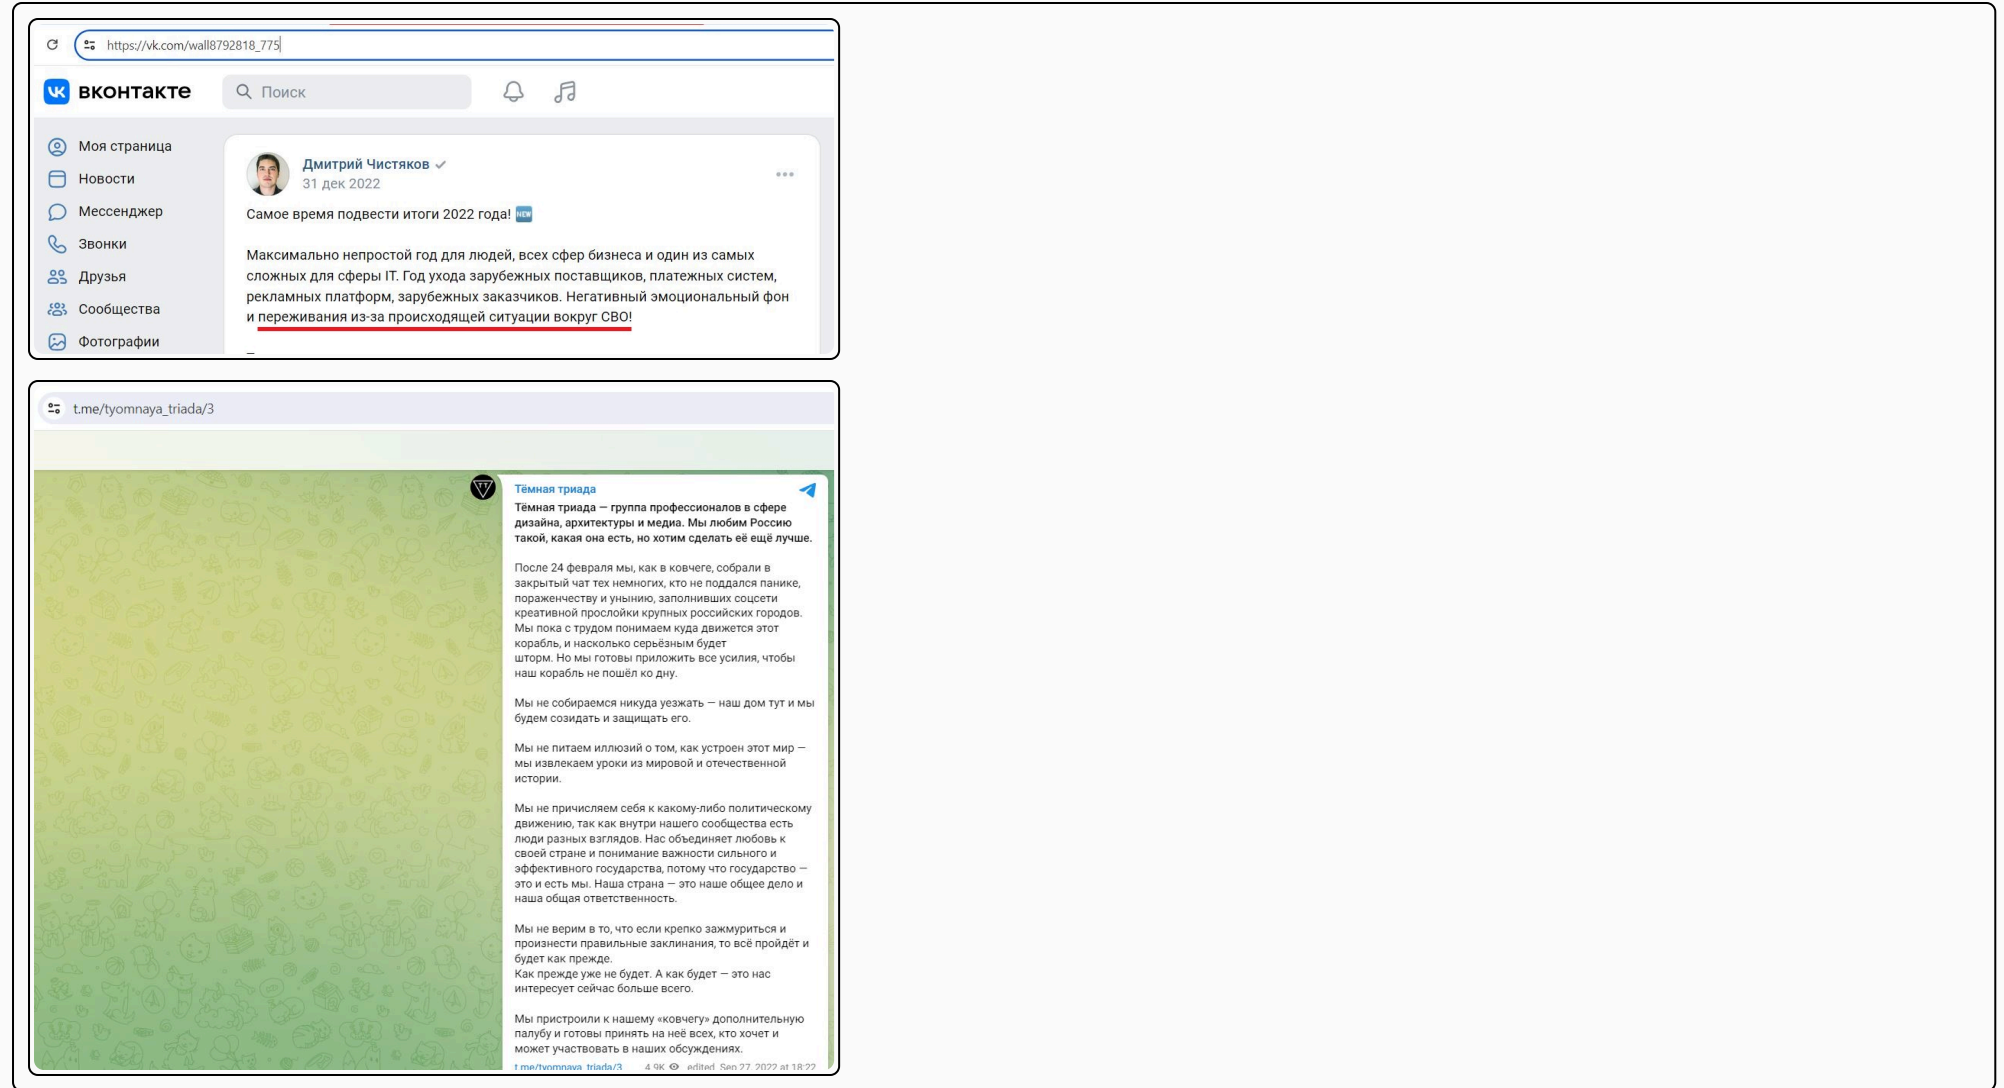 https://vk.com/wall8792818_775
вконтакте
Поиск
Моя страница
Новости
Мессенджер
Звонки
Друзья
Сообщества
Фотографии
Дмитрий Чистяков
31 дек 2022
Самое время подвести итоги 2022 года! NEW
Максимально непростой год для людей, всех сфер бизнеса и один из самых
сложных для сферы IT. Год ухода зарубежных поставщиков, платежных систем,
рекламных платформ, зарубежных заказчиков. Негативный эмоциональный фон
и переживания из-за происходящей ситуации вокруг СВО!
t.me/tyomnaya_triada/3
Тёмная триада
Тёмная триада — группа профессионалов в сфере
дизайна, архитектуры и медиа. Мы любим Россию
такой, какая она есть, но хотим сделать её ещё лучше.
После 24 февраля мы, как в ковчеге, собрали в
закрытый чат тех немногих, кто не поддался панике,
пораженчеству и унынию, заполнивших соцсети
креативной прослойки крупных российских городов.
Мы пока с трудом понимаем куда движется этот
корабль, и насколько серьёзным будет
шторм. Но мы готовы приложить все усилия, чтобы
наш корабль не пошёл ко дну.
Мы не собираемся никуда уезжать — наш дом тут и мы
будем созидать и защищать его.
Мы не питаем иллюзий о том, как устроен этот мир —
мы извлекаем уроки из мировой и отечественной
истории.
Мы не причисляем себя к какому-либо политическому
движению, так как внутри нашего сообщества есть
люди разных взглядов. Нас объединяет любовь к
своей стране и понимание важности сильного и
эффективного государства, потому что государство —
это и есть мы. Наша страна — это наше общее дело и
наша общая ответственность.
Мы не верим в то, что если крепко зажмуриться и
произнести правильные заклинания, то всё пройдёт и
будет как прежде.
Как прежде уже не будет. А как будет — это нас
интересует сейчас больше всего.
Мы пристроили к нашему «ковчегу» дополнительную
палубу и готовы принять на неё всех, кто хочет и
может участвовать в наших обсуждениях.
t.me/tyomnaya_triada/3 4.9K edited Sep 27, 2022 at 18:22